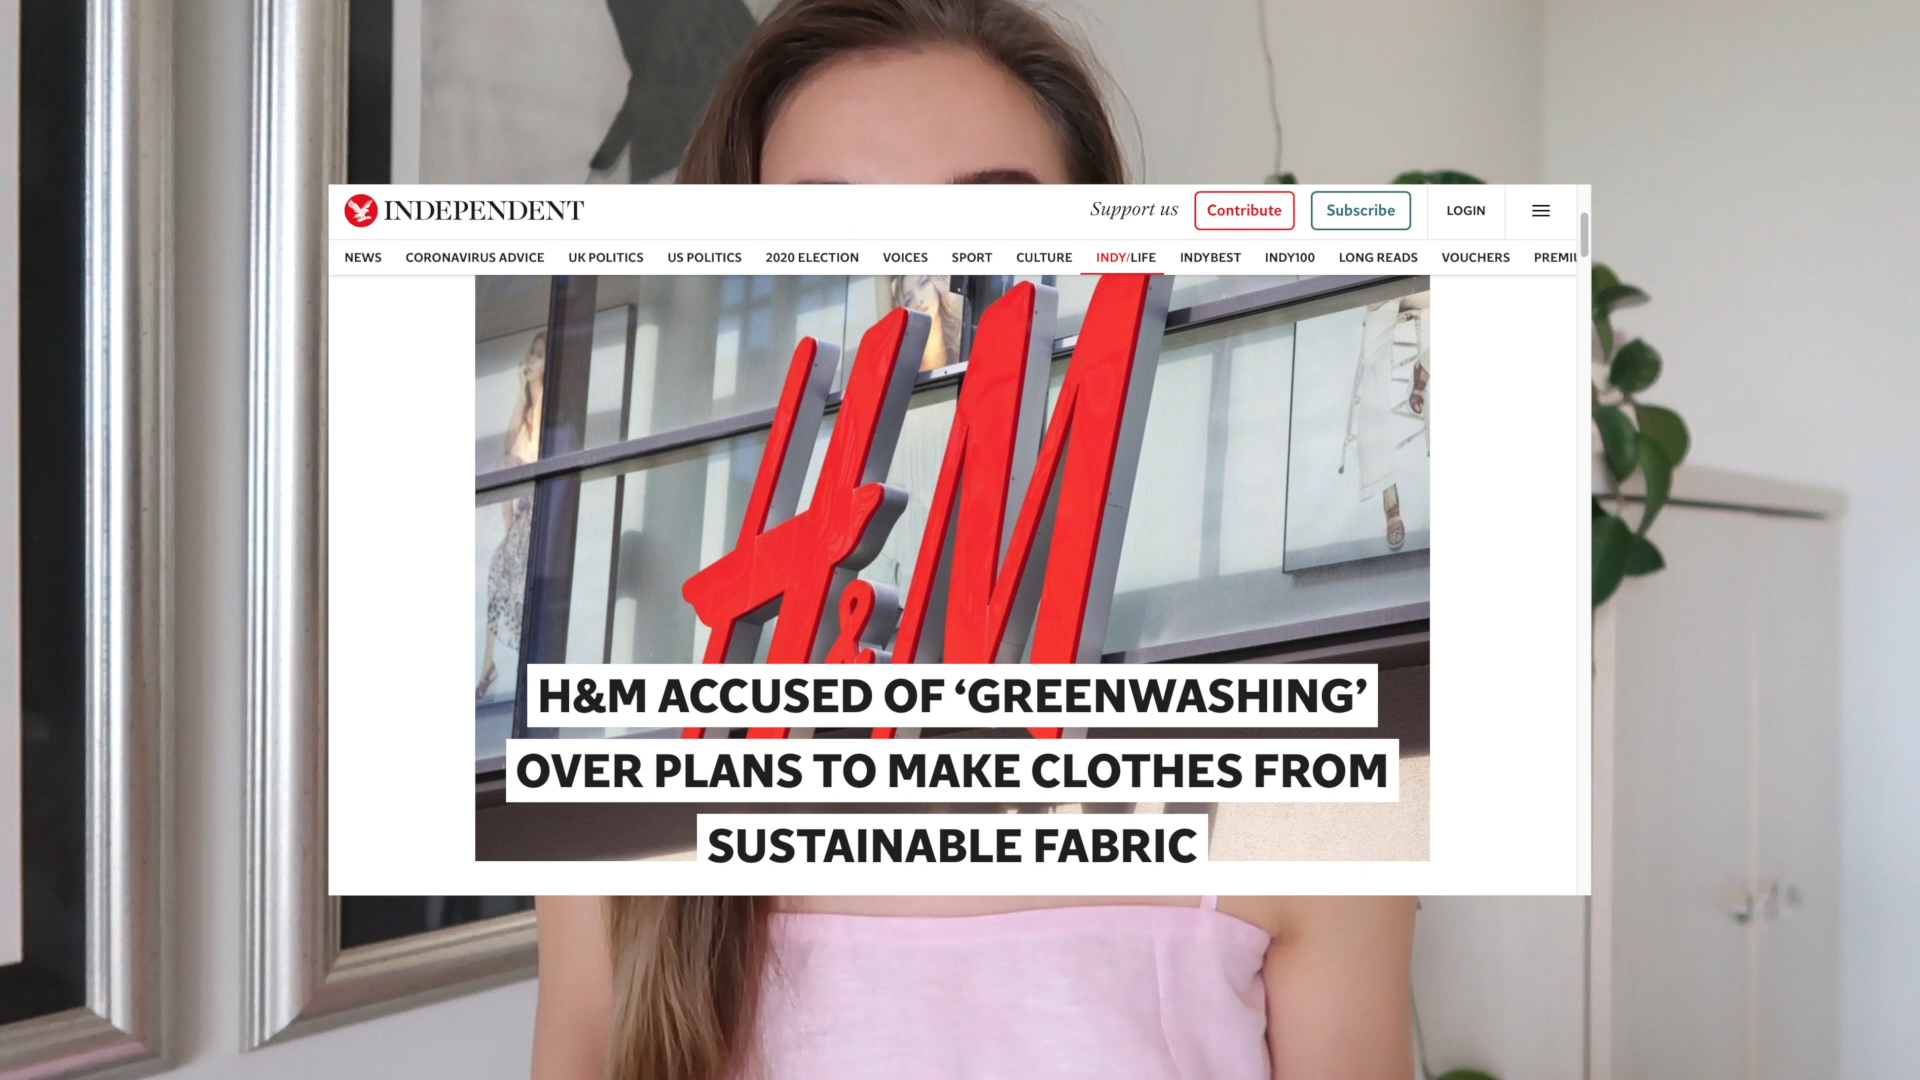 INDEPENDENT
Support us
Contribute
Subscribe
LOGIN
NEWS CORONAVIRUS ADVICE UK POLITICS US POLITICS 2020 ELECTION VOICES SPORT CULTURE INDY/LIFE INDYBEST INDY100 LONG READS VOUCHERS PREMIU
H&M
H&M ACCUSED OF ‘GREENWASHING’
OVER PLANS TO MAKE CLOTHES FROM
SUSTAINABLE FABRIC